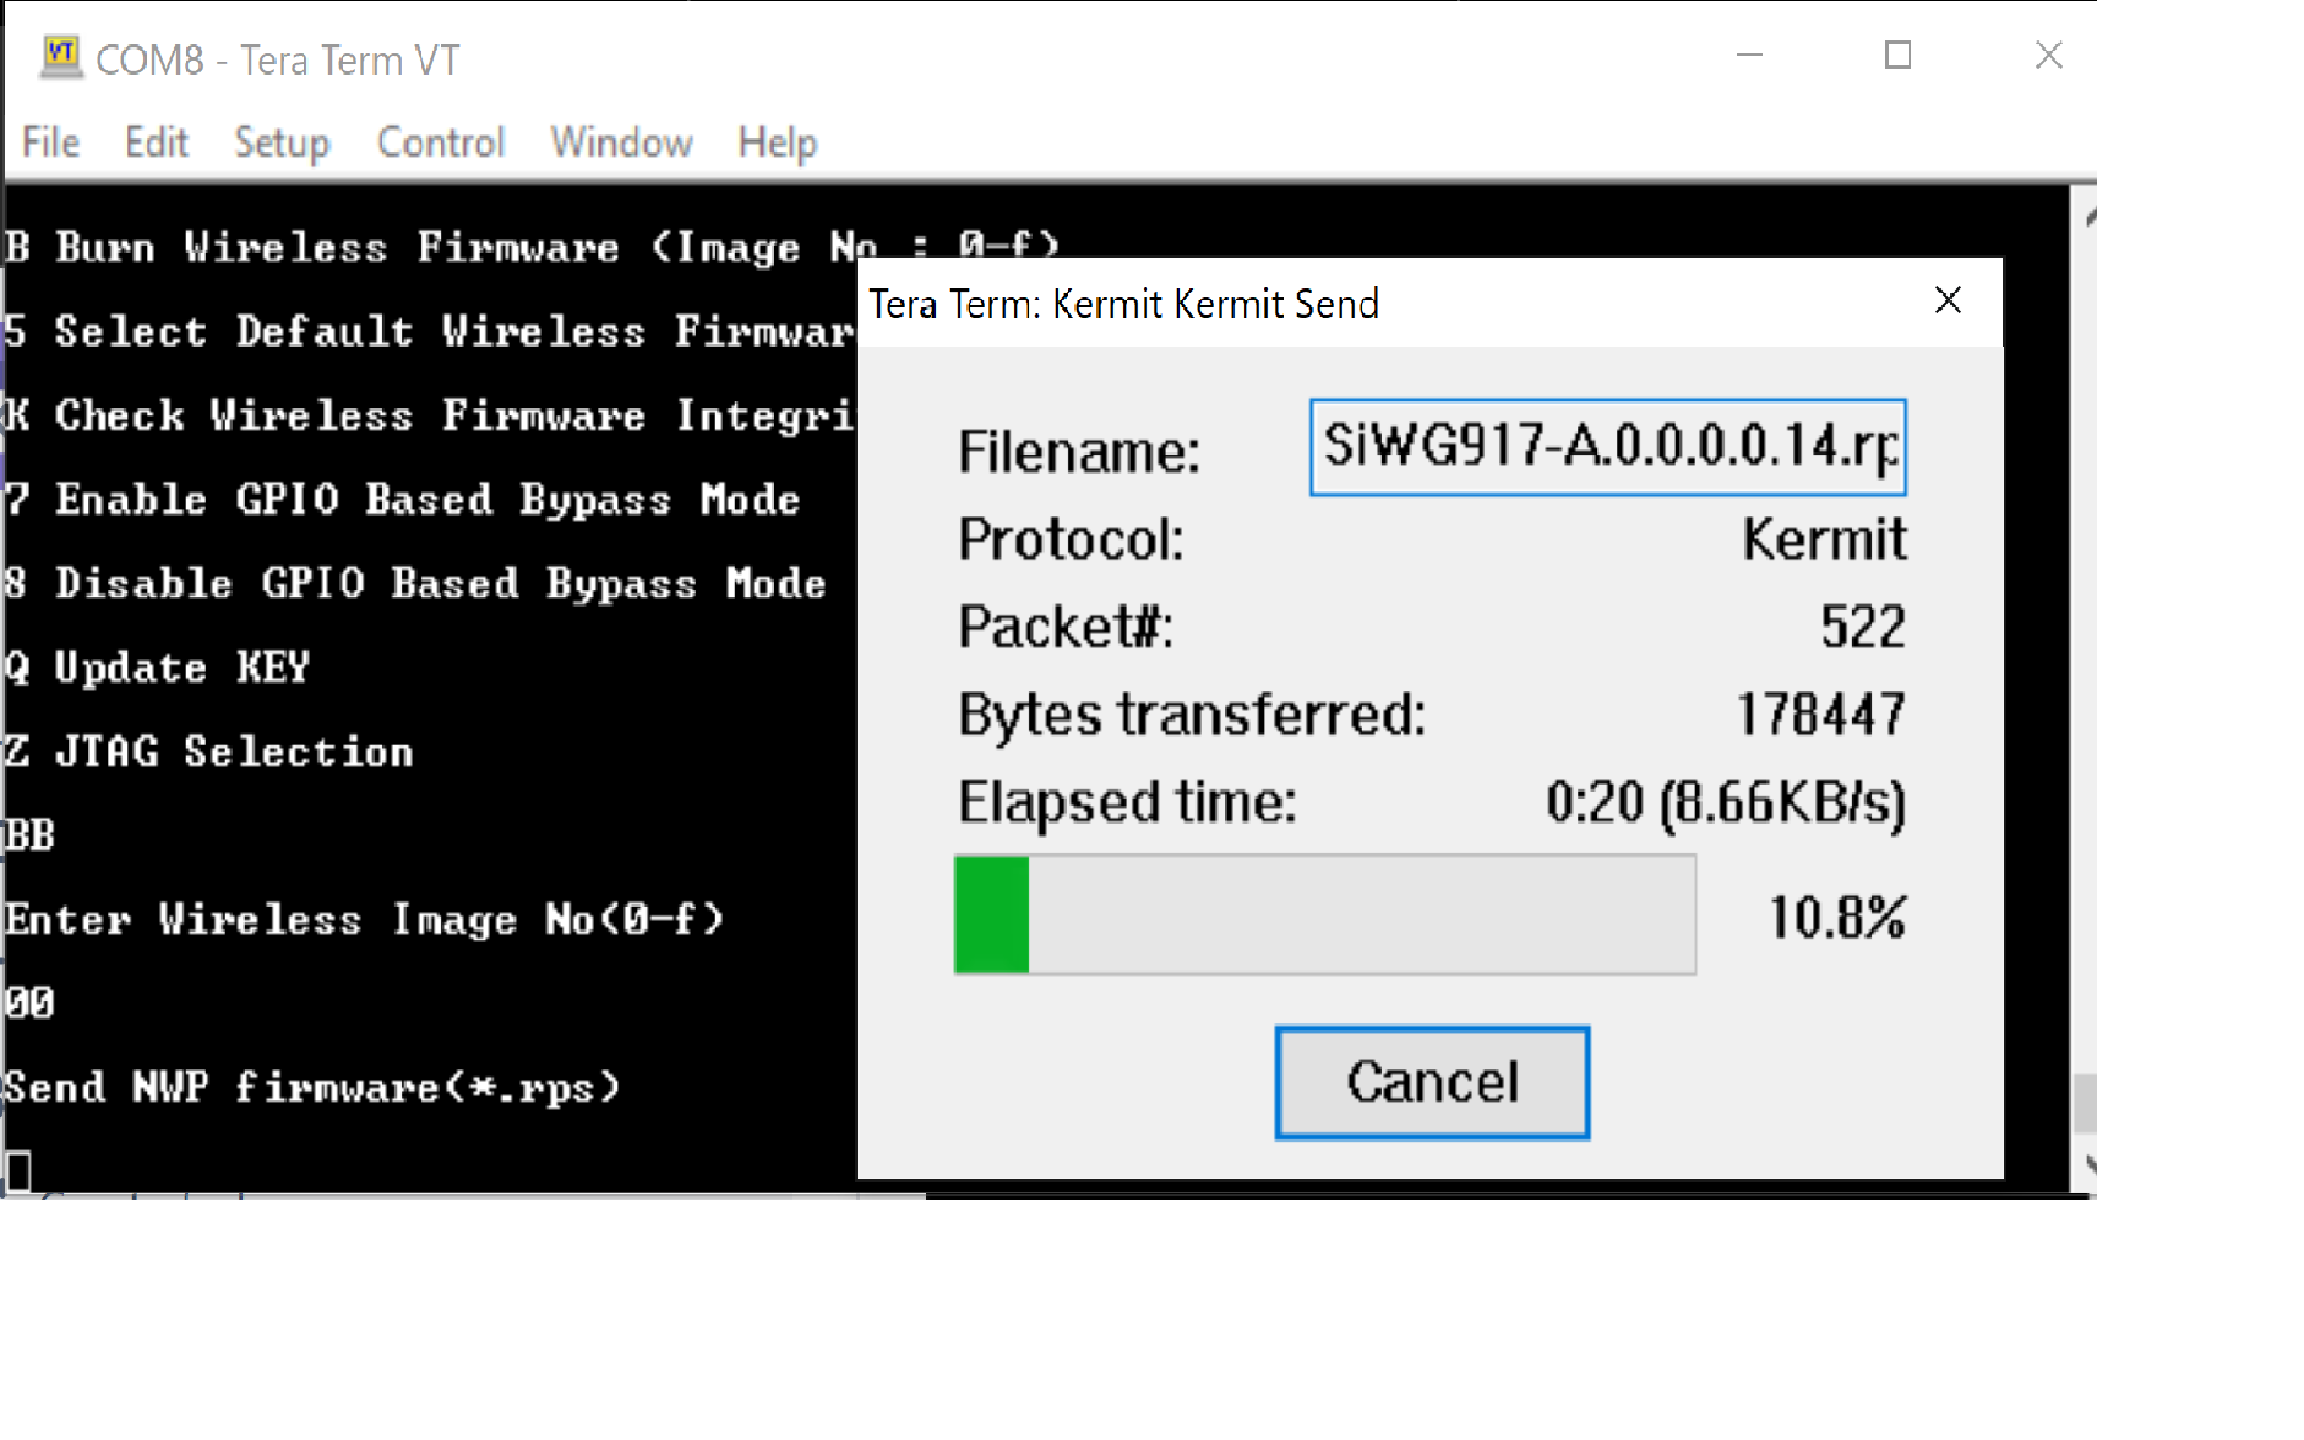 COM8 - Tera Term VT
File Edit Setup Control Window Help
B Burn Wireless Firmware (Image No : 0-f)
5 Select Default Wireless
K Check Wireless Firmware
7 Enable GPIO Based Bypass Mode
8 Disable GPIO Based Bypass Mode
Q Update KEY
Z JTAG Selection
BB
Enter Wireless Image No(0-f)
00
Send NWP firmware(*.rps)
Tera Term: Kermit Kermit Send
Filename: SiWG917-A.0.0.0.0.14.rp
Protocol: Kermit
Packet#: 522
Bytes transferred: 178447
Elapsed time: 0:20 (8.66KB/s)
10.8%
Cancel